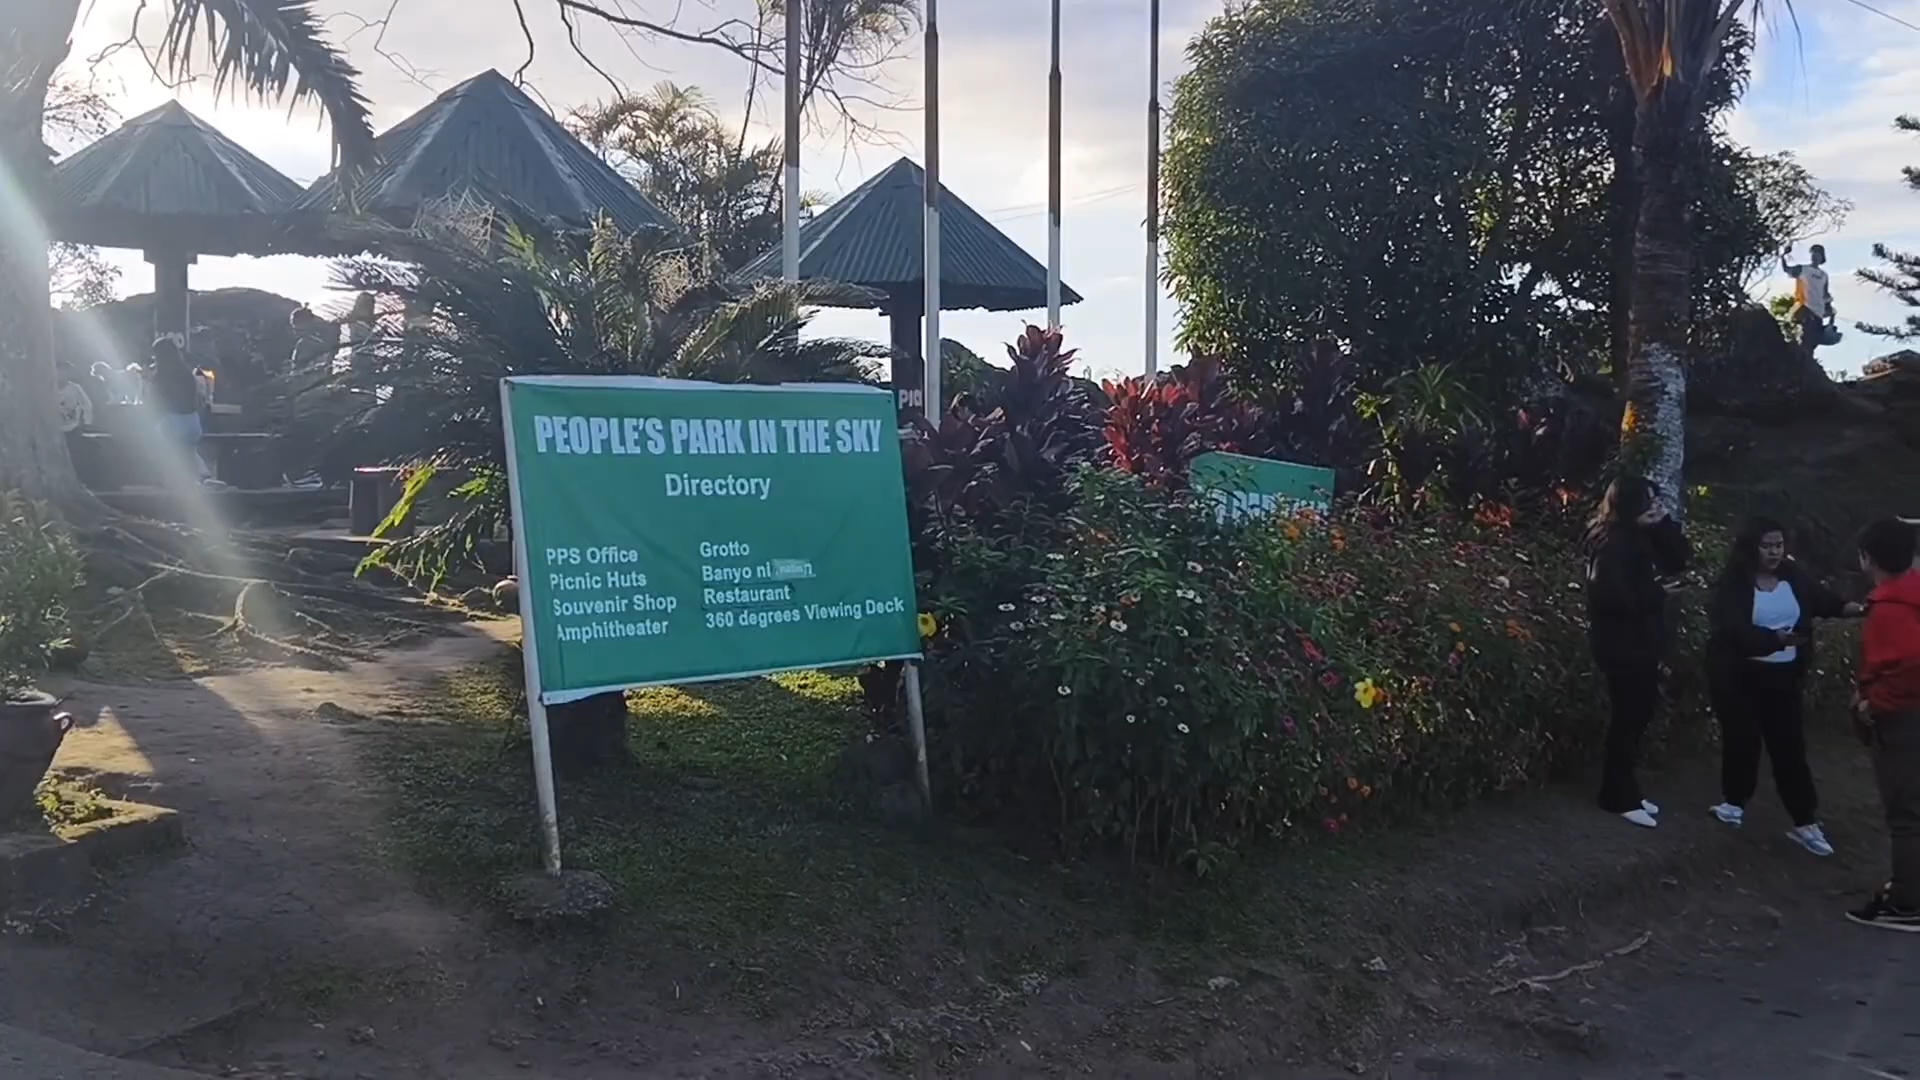 PEOPLE'S PARK IN THE SKY
Directory
PPS Office
Picnic Huts
Souvenir Shop
Amphitheater
Grotto
Banyo ni
Restaurant
360 degrees Viewing Deck